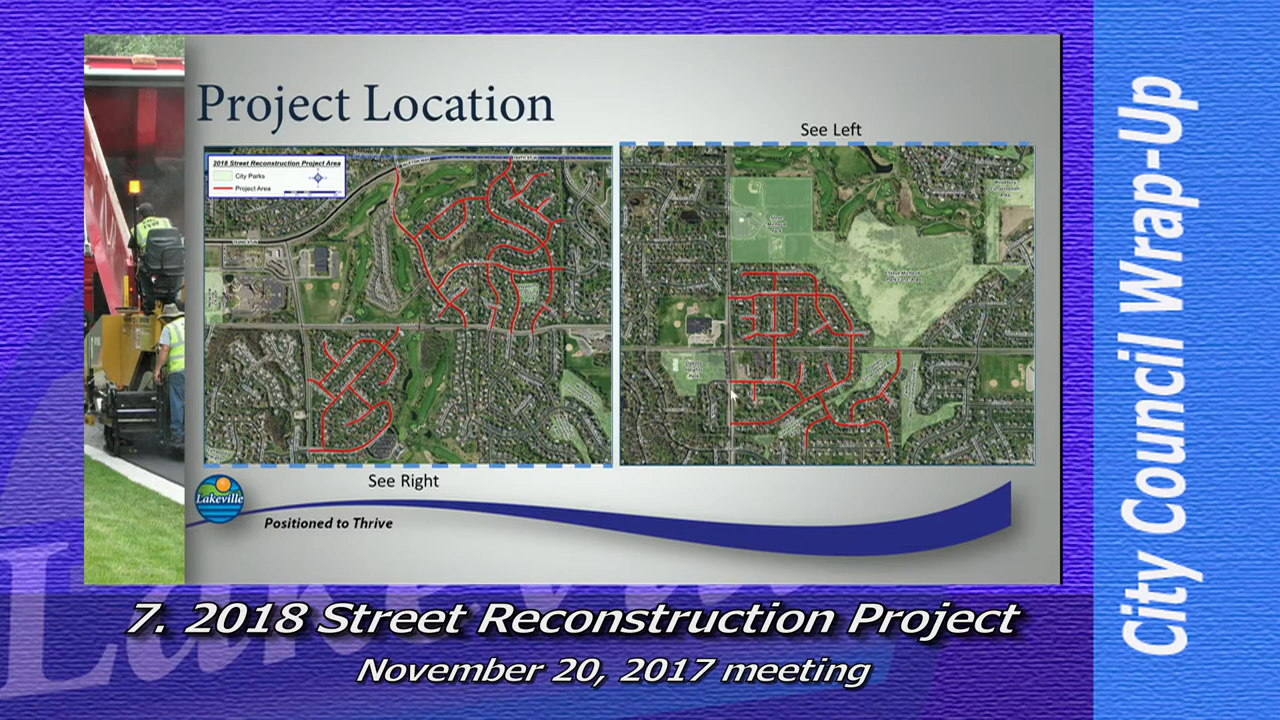 Project Location
See Left
2018 Street Reconstruction Project Area
City Parks
Project Area
See Right
Lakeville
Positioned to Thrive
7. 2018 Street Reconstruction Project
November 20, 2017 meeting
City Council Wrap-Up
Lakeville